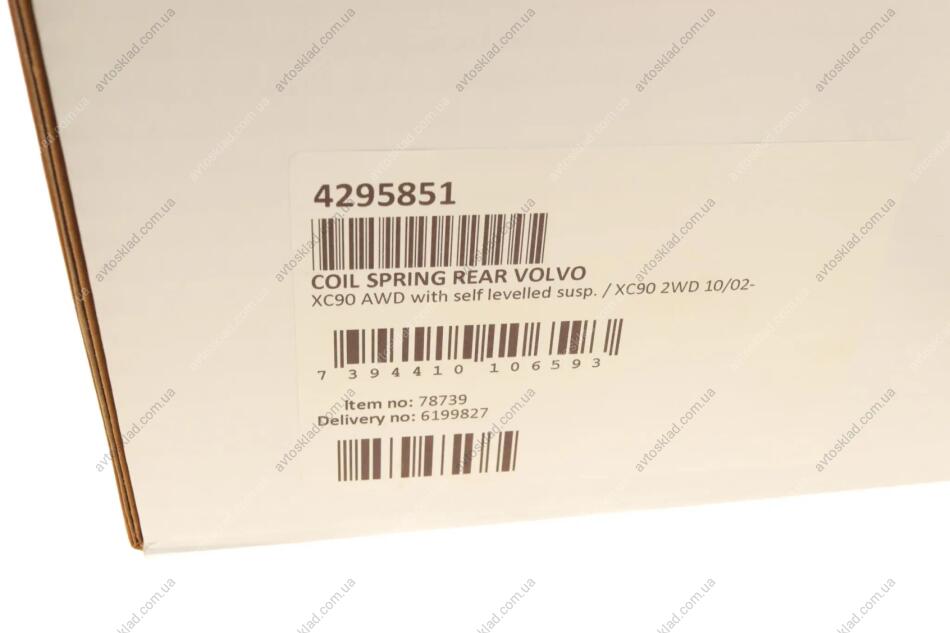 4295851
COIL SPRING REAR VOLVO
XC90 AWD with self levelled susp. / XC90 2WD 10/02-
7 394410 106593
Item no: 78739
Delivery no: 6199827
avtosklad.com.ua